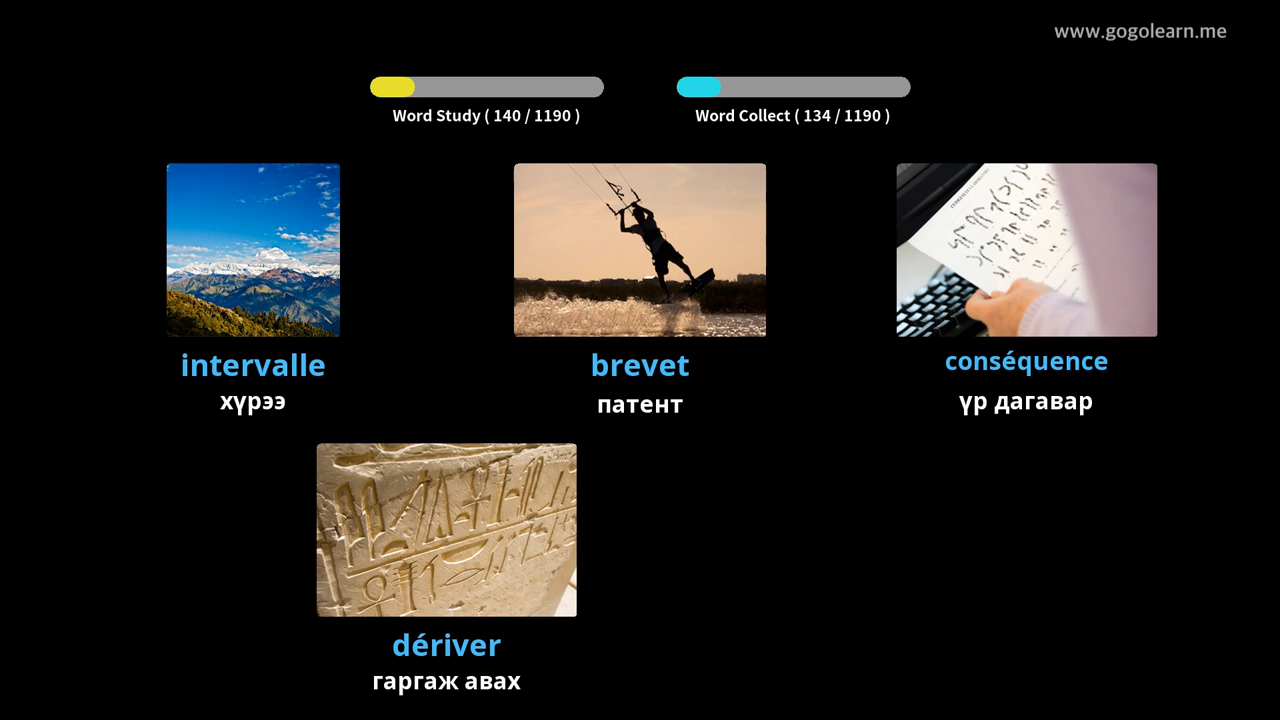 www.gogolearn.me
Word Study ( 140 / 1190 )
Word Collect ( 134 / 1190 )
intervalle
хүрээ
brevet
патент
conséquence
үр дагавар
dériver
гаргаж авах